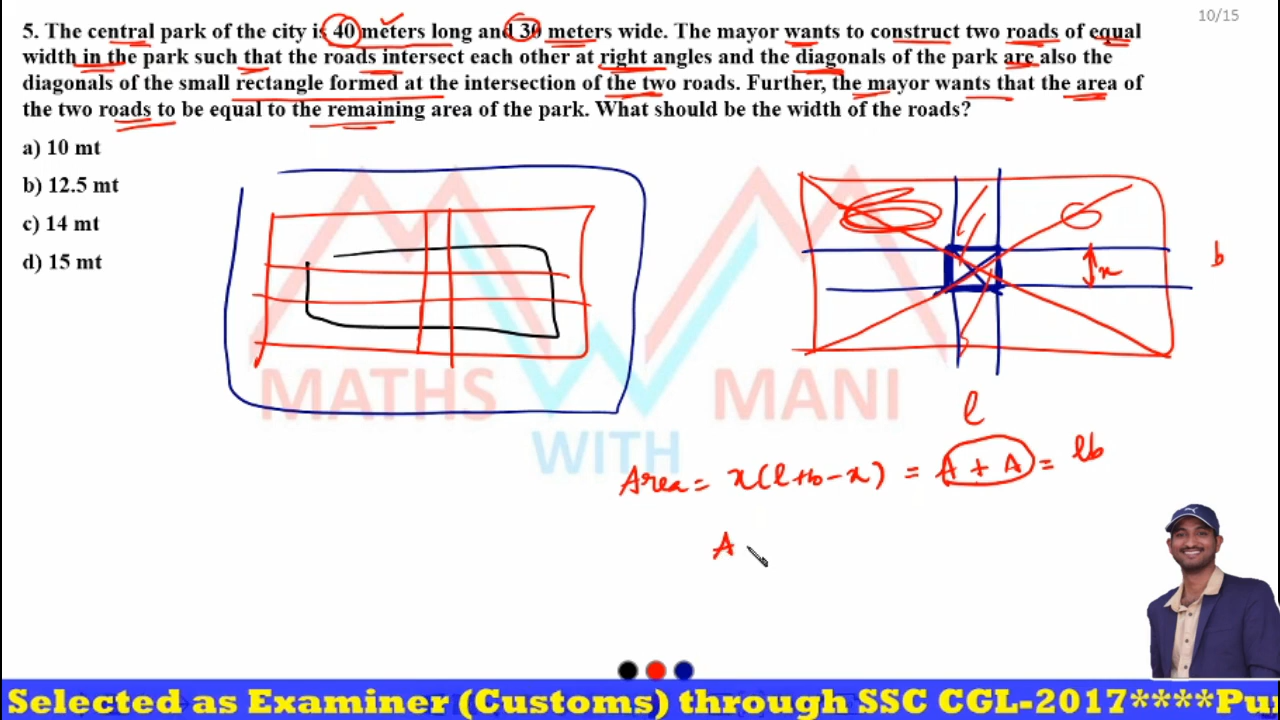 10/15
5. The central park of the city is 40 meters long and 30 meters wide. The mayor wants to construct two roads of equal
width in the park such that the roads intersect each other at right angles and the diagonals of the park are also the
diagonals of the small rectangle formed at the intersection of the two roads. Further, the mayor wants that the area of
the two roads to be equal to the remaining area of the park. What should be the width of the roads?
a) 10 mt
b) 12.5 mt
c) 14 mt
d) 15 mt
x
b
MATHS
WITH
MANI
l
Area = x(l+b-x) = A + A = lb
A
Selected as Examiner (Customs) through SSC CGL-2017****Pu